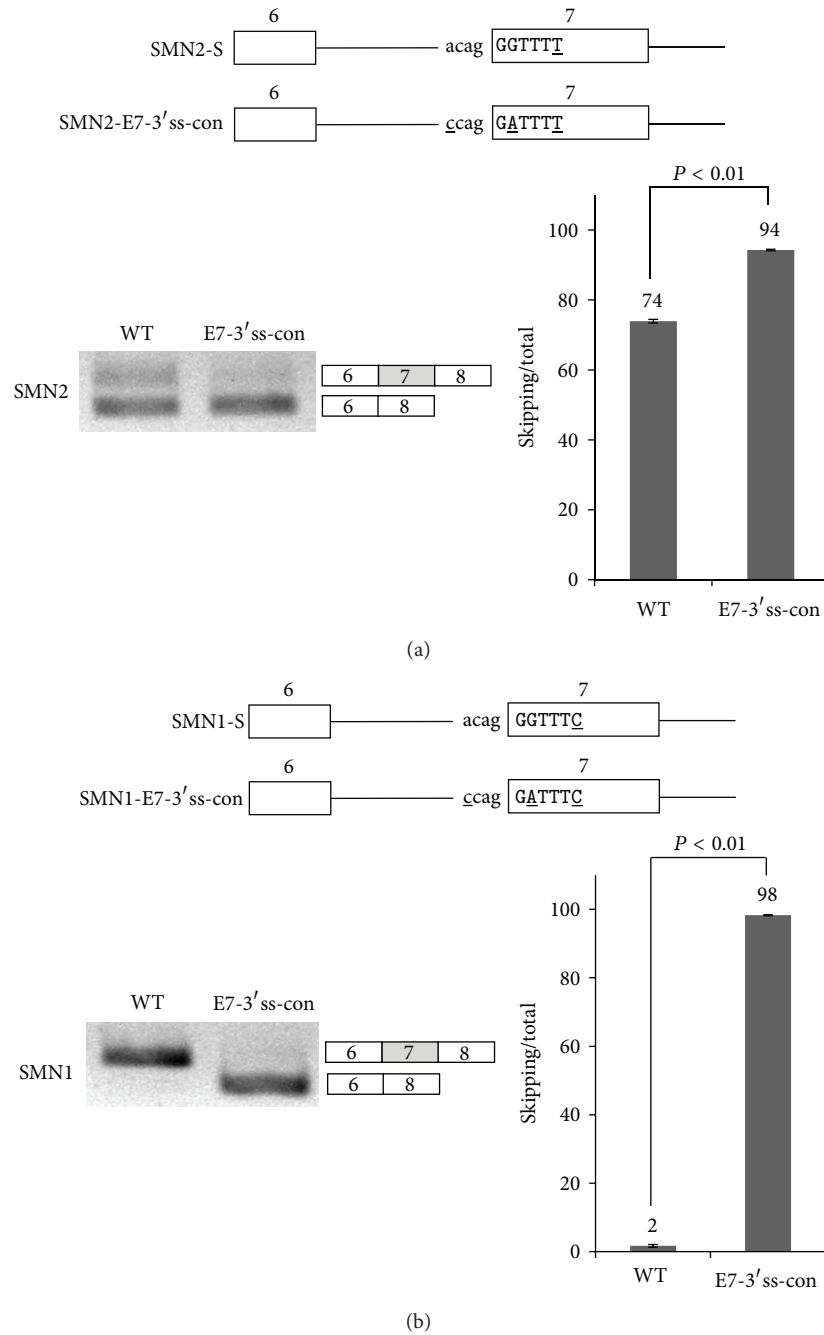 6 7
SMN2-S acag GGTTTT
6 7
SMN2-E7-3′ss-con ccag GATTTT
P < 0.01
100
94
80
74
60
40
20
0
Skipping/total
WT E7-3′ss-con
WT E7-3′ss-con
SMN2
6 7 8
6 8
(a)
6 7
SMN1-S acag GGTTTC
6 7
SMN1-E7-3′ss-con ccag GATTTC
P < 0.01
100
98
80
60
40
20
0
2
Skipping/total
WT E7-3′ss-con
WT E7-3′ss-con
SMN1
6 7 8
6 8
(b)